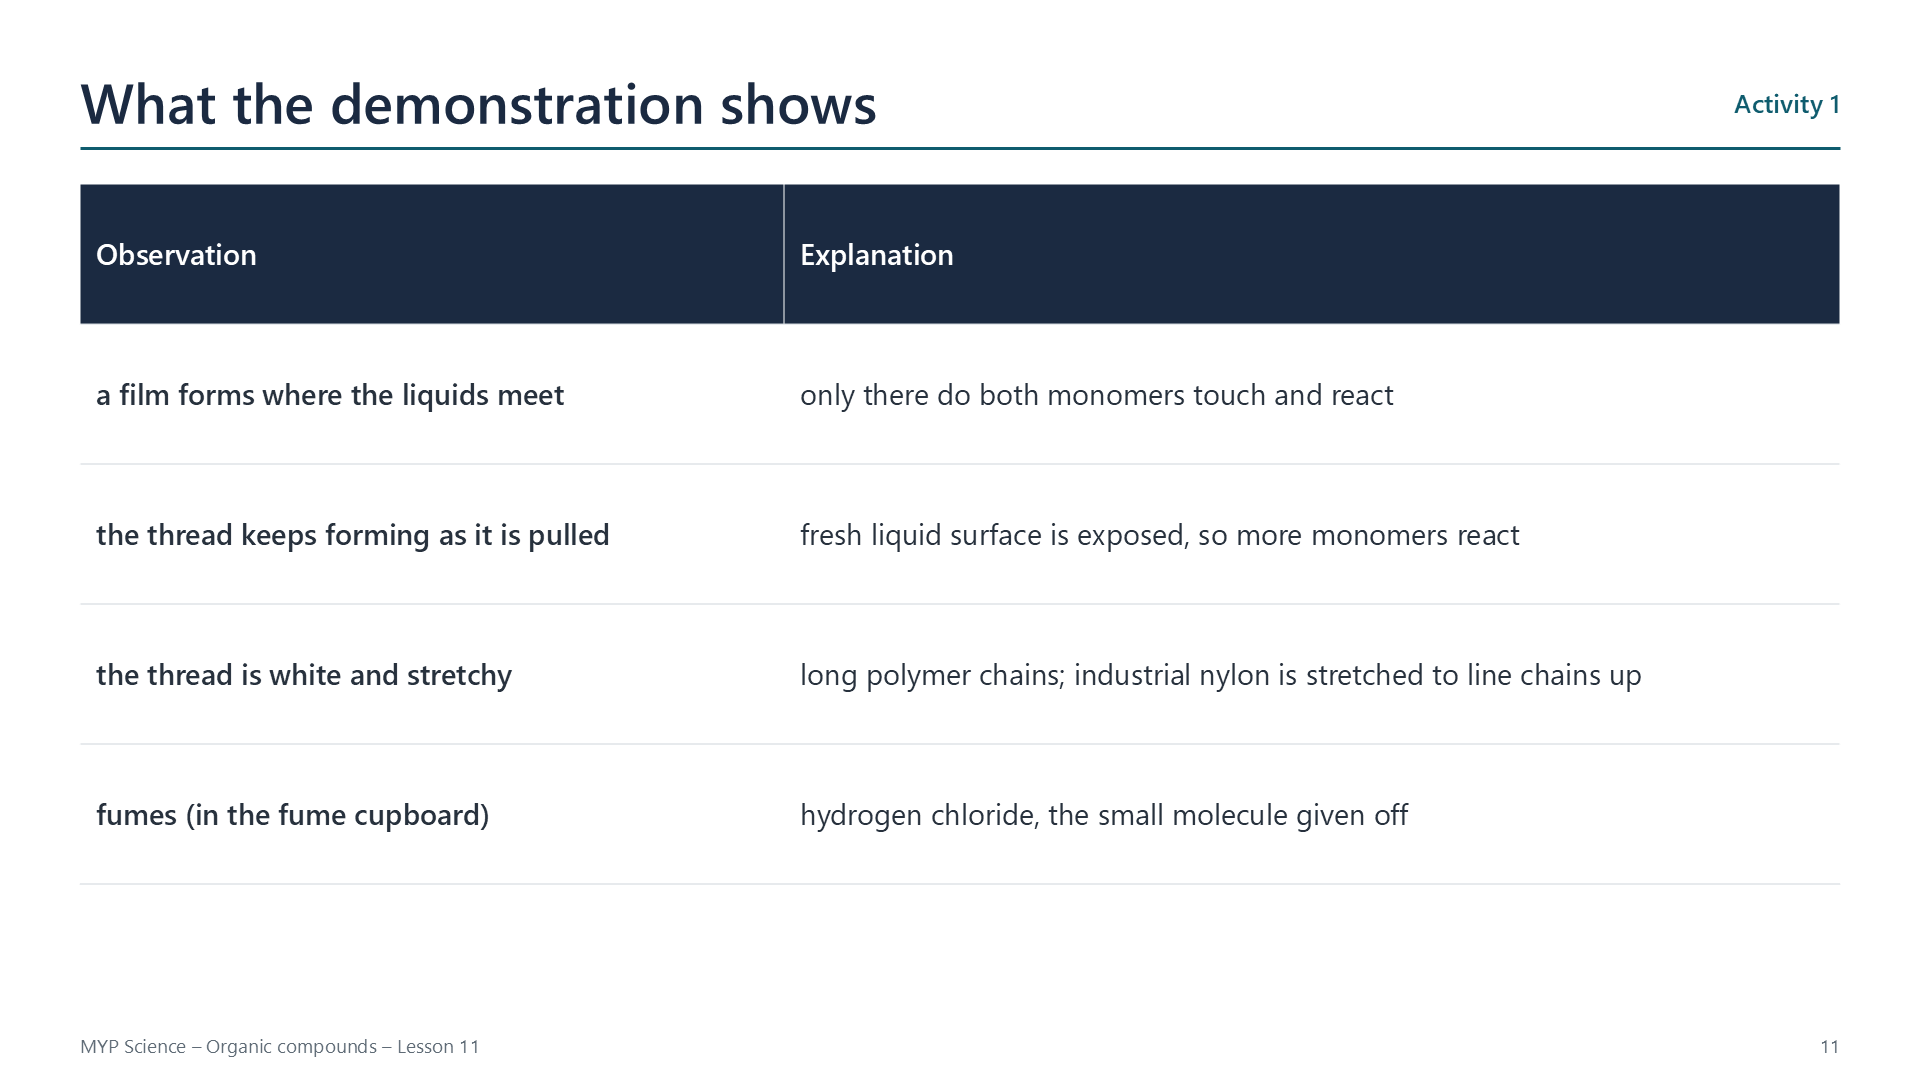 What the demonstration shows
Activity 1
Observation
Explanation
a film forms where the liquids meet
only there do both monomers touch and react
the thread keeps forming as it is pulled
fresh liquid surface is exposed, so more monomers react
the thread is white and stretchy
long polymer chains; industrial nylon is stretched to line chains up
fumes (in the fume cupboard)
hydrogen chloride, the small molecule given off
MYP Science – Organic compounds – Lesson 11
11